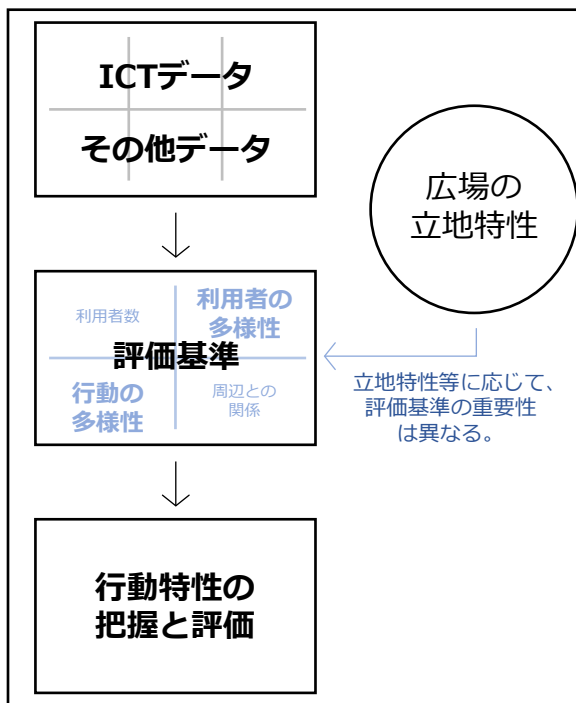 ICTデータ
その他データ
広場の
立地特性
利用者数
利用者の
多様性
評価基準
行動の
多様性
周辺との
関係
立地特性等に応じて、
評価基準の重要性
は異なる。
行動特性の
把握と評価